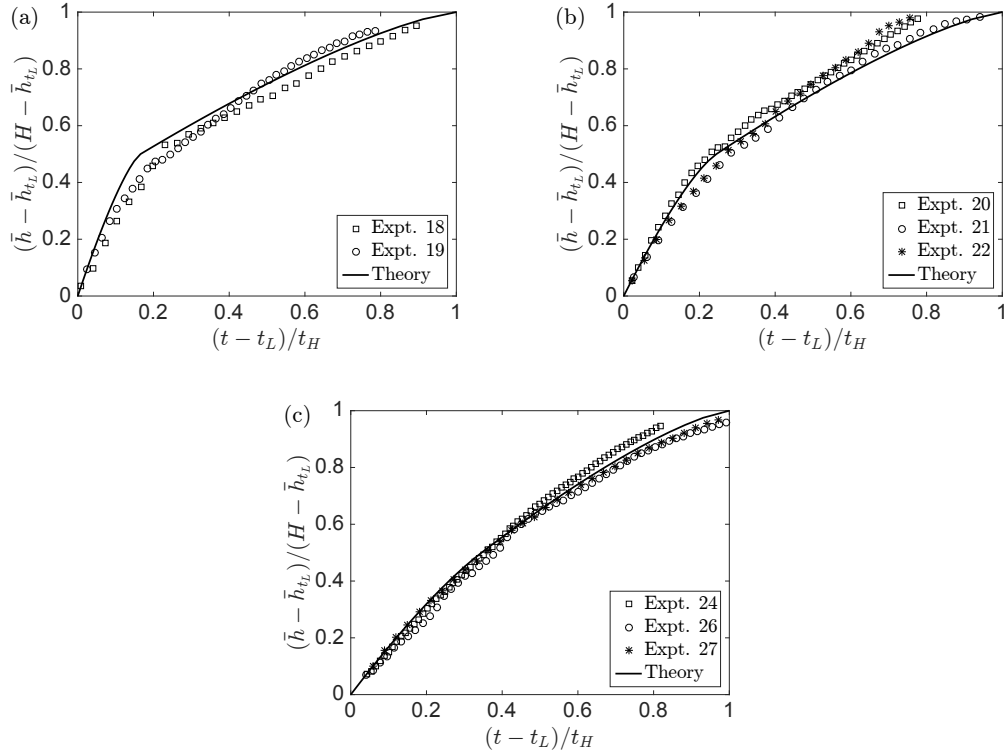 (a)
(h̄ − h̄_{t_L})/(H − h̄_{t_L})
1
0.8
0.6
0.4
0.2
0
0 0.2 0.4 0.6 0.8 1
(t − t_L)/t_H
Expt. 18
Expt. 19
Theory
(b)
(h̄ − h̄_{t_L})/(H − h̄_{t_L})
1
0.8
0.6
0.4
0.2
0
0 0.2 0.4 0.6 0.8 1
(t − t_L)/t_H
Expt. 20
Expt. 21
Expt. 22
Theory
(c)
(h̄ − h̄_{t_L})/(H − h̄_{t_L})
1
0.8
0.6
0.4
0.2
0
0 0.2 0.4 0.6 0.8 1
(t − t_L)/t_H
Expt. 24
Expt. 26
Expt. 27
Theory